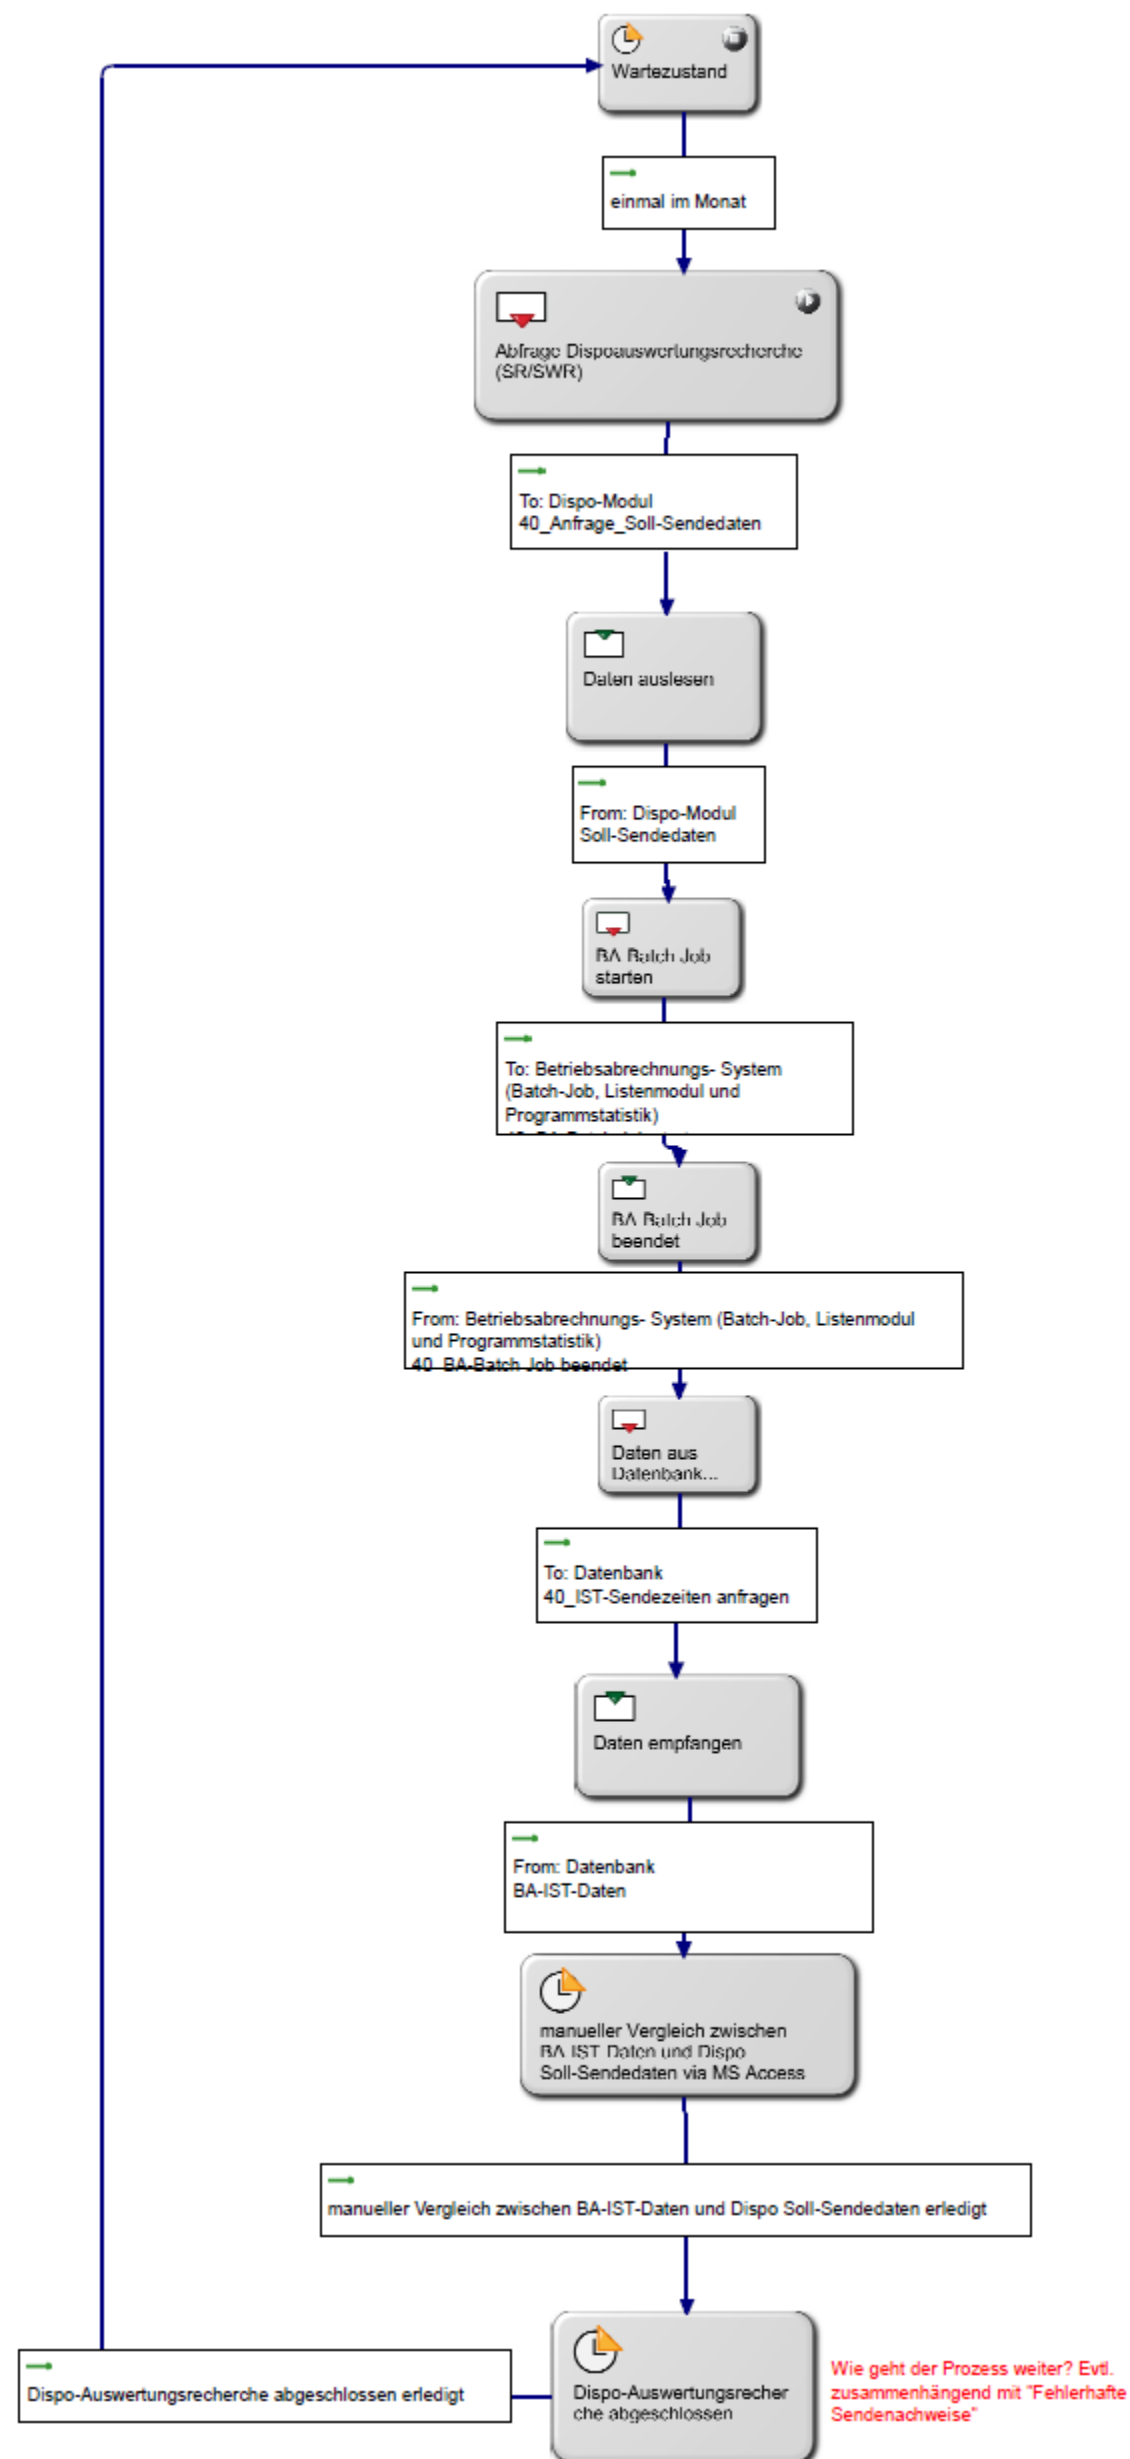 Wartezustand
einmal im Monat
Abfrage Dispoauswertungsrecherche
(SR/SWR)
To: Dispo-Modul
40_Anfrage_Soll-Sendedaten
Daten auslesen
From: Dispo-Modul
Soll-Sendedaten
BA Batch Job
starten
To: Betriebsabrechnungs- System
(Batch-Job, Listenmodul und
Programmstatistik)
BA Batch Job
beendet
From: Betriebsabrechnungs- System (Batch-Job, Listenmodul
und Programmstatistik)
40_BA-Batch Job beendet
Daten aus
Datenbank...
To: Datenbank
40_IST-Sendezeiten anfragen
Daten empfangen
From: Datenbank
BA-IST-Daten
manueller Vergleich zwischen
BA IST Daten und Dispo
Soll-Sendedaten via MS Access
manueller Vergleich zwischen BA-IST-Daten und Dispo Soll-Sendedaten erledigt
Dispo-Auswertungsrecherche abgeschlossen erledigt
Dispo-Auswertungsrecher
che abgeschlossen
Wie geht der Prozess weiter? Evtl.
zusammenhängend mit "Fehlerhafte
Sendenachweise"